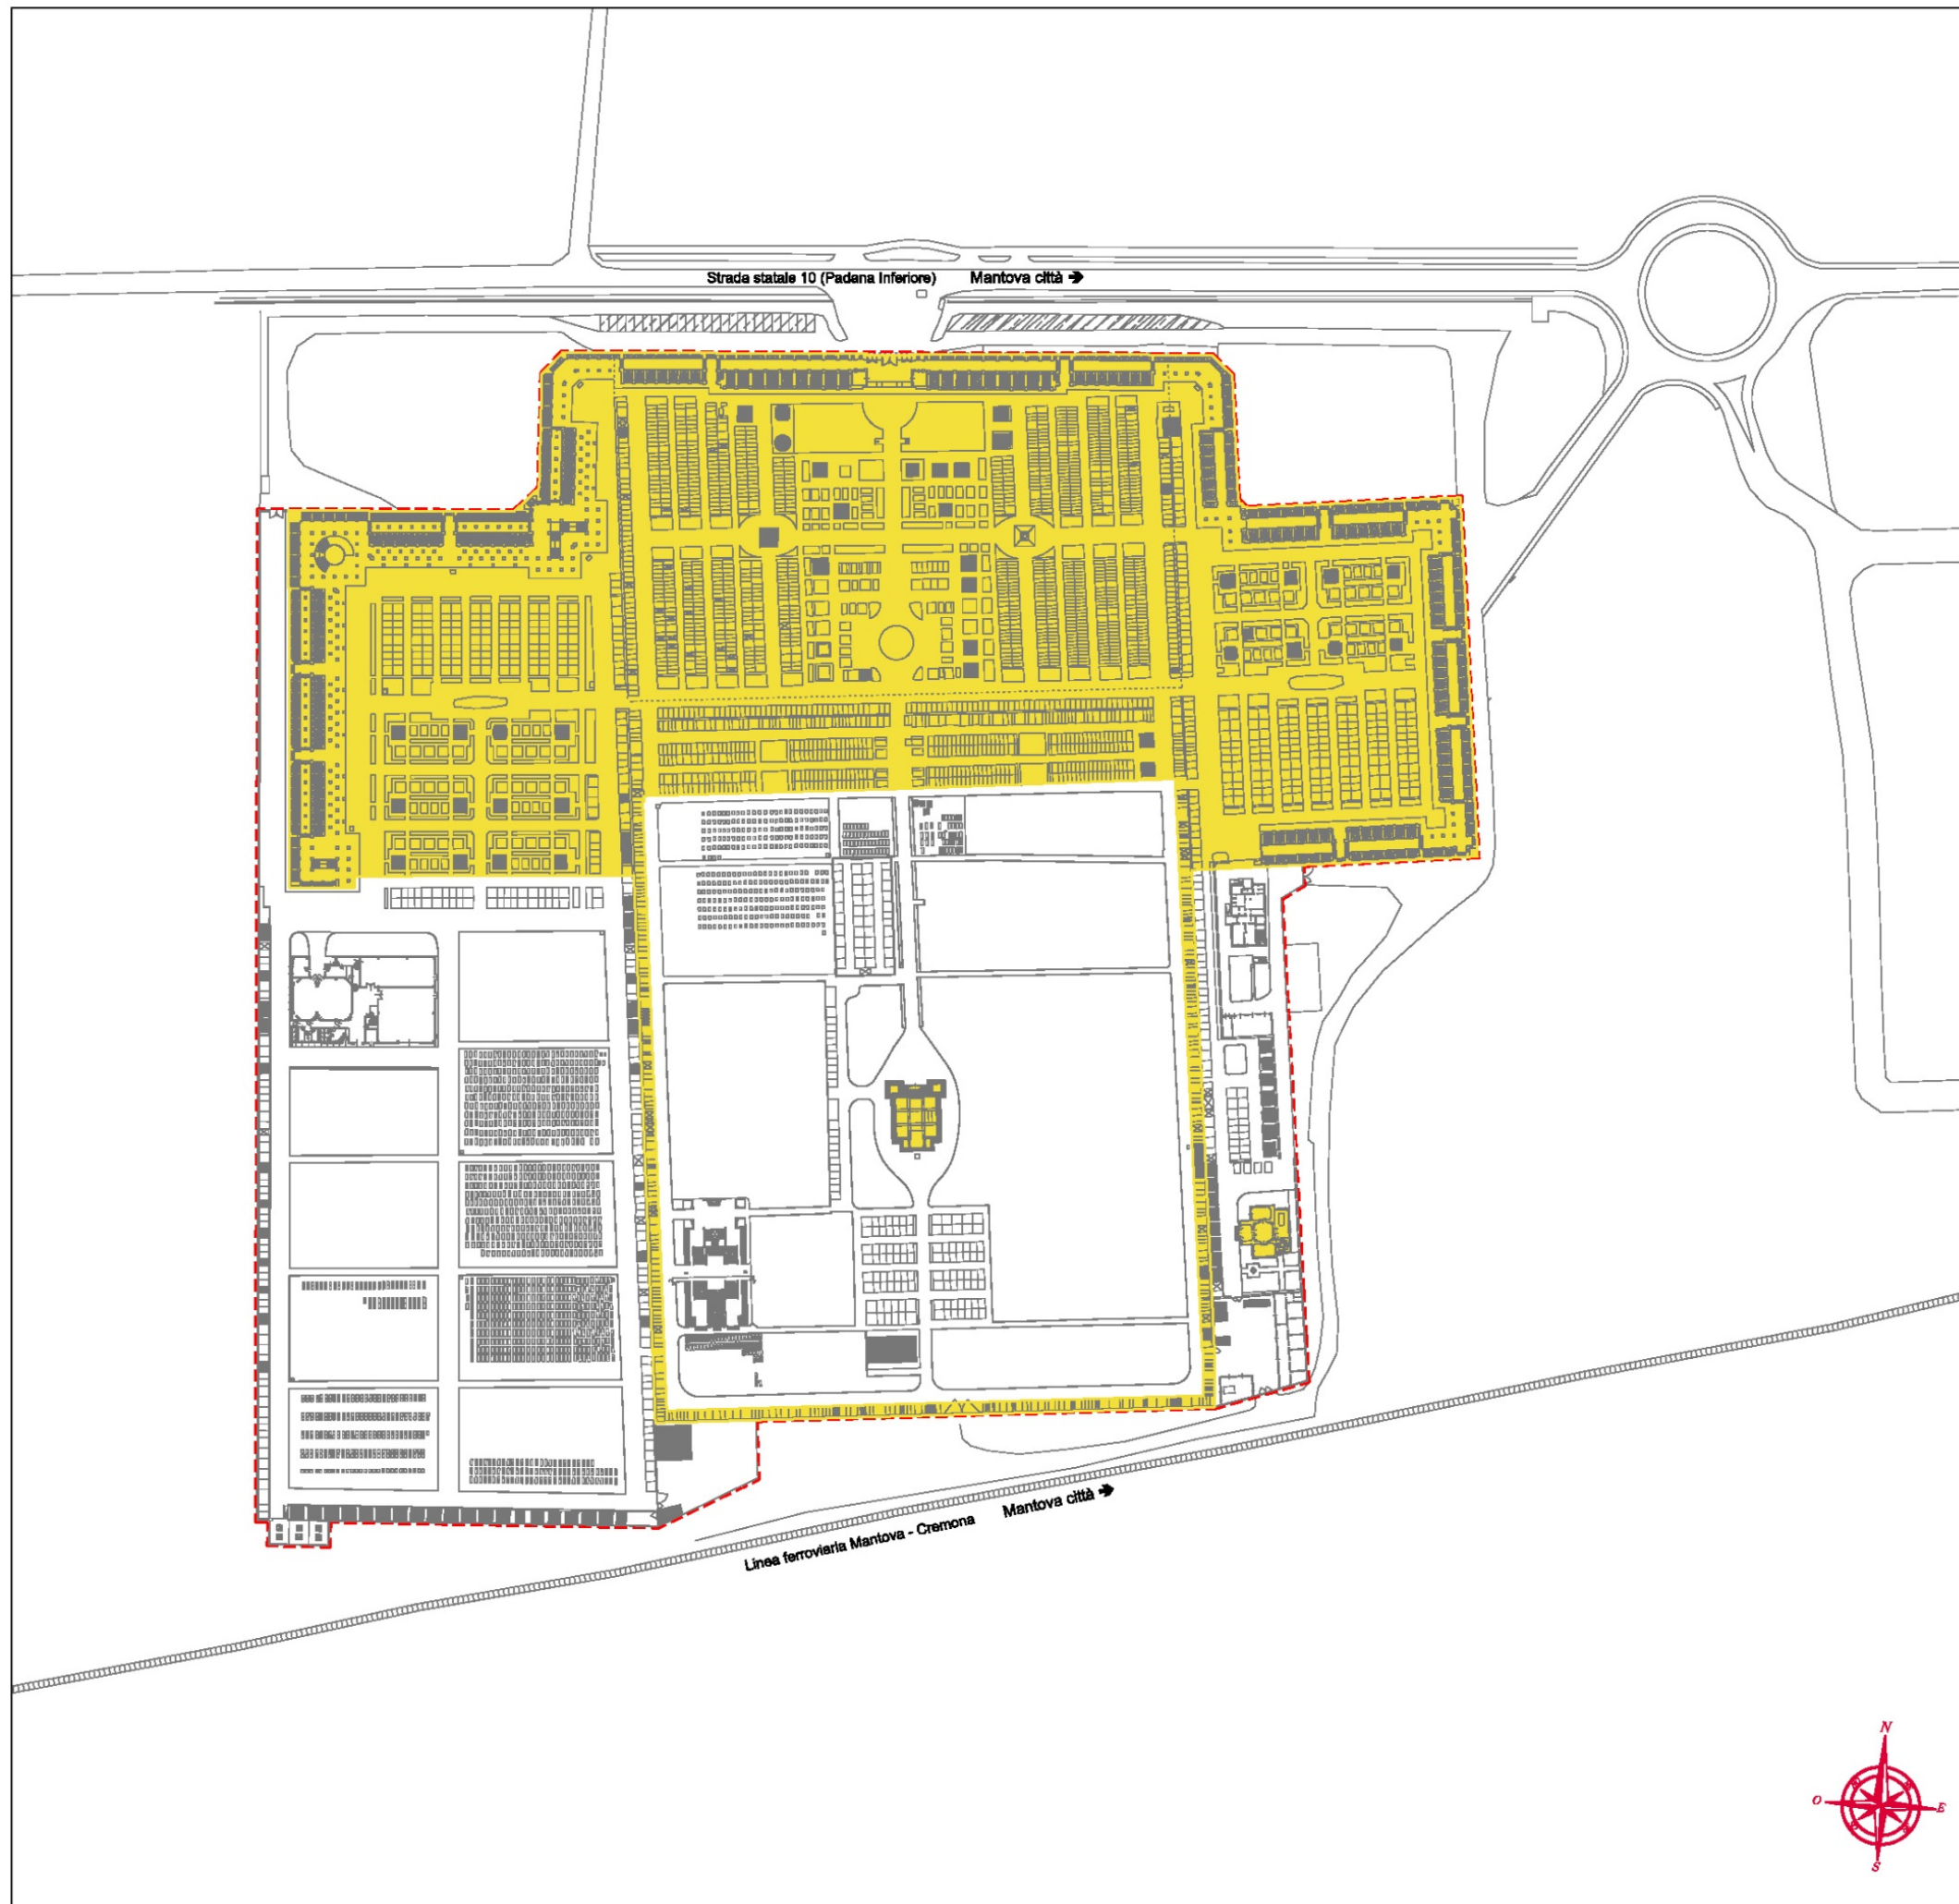 Strada statale 10 (Padana Inferiore) Mantova città →
Linea ferroviaria Mantova - Cremona Mantova città →
N
O E
S